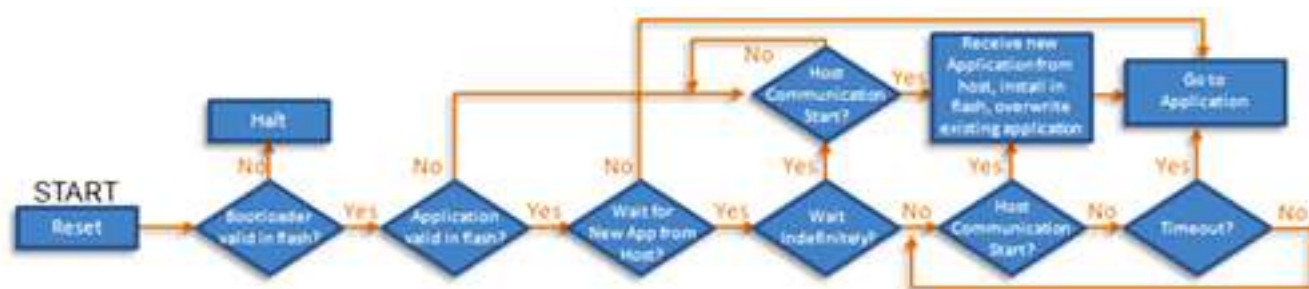 No
Host
Communication
Start?
Yes
Receive new
Application from
host, install in
flash, overwrite
existing application
Go to
Application
Halt
No
No
No
Yes
Yes
Yes
START
Reset
Bootloader
valid in flash?
Yes
Application
valid in flash?
Yes
Wait for
New App from
Host?
Yes
Wait
Indefinitely?
No
Host
Communication
Start?
No
Timeout?
No